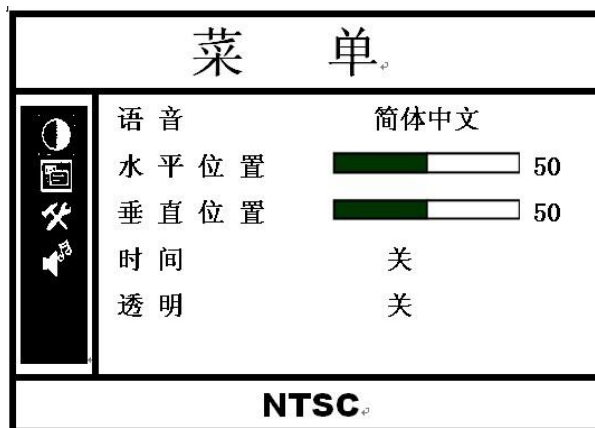 菜 单
语 音 简体中文
水 平 位 置 50
垂 直 位 置 50
时 间 关
透 明 关
NTSC